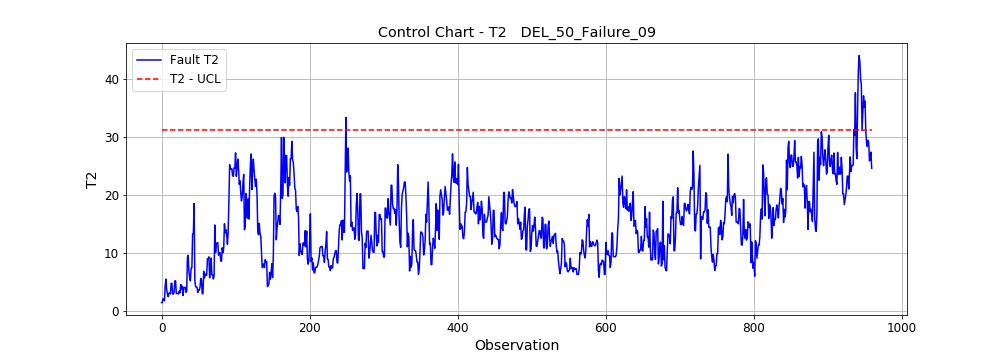 Control Chart - T2   DEL_50_Failure_09
Fault T2
T2 - UCL
40
30
20
10
0
T2
0 200 400 600 800 1000
Observation